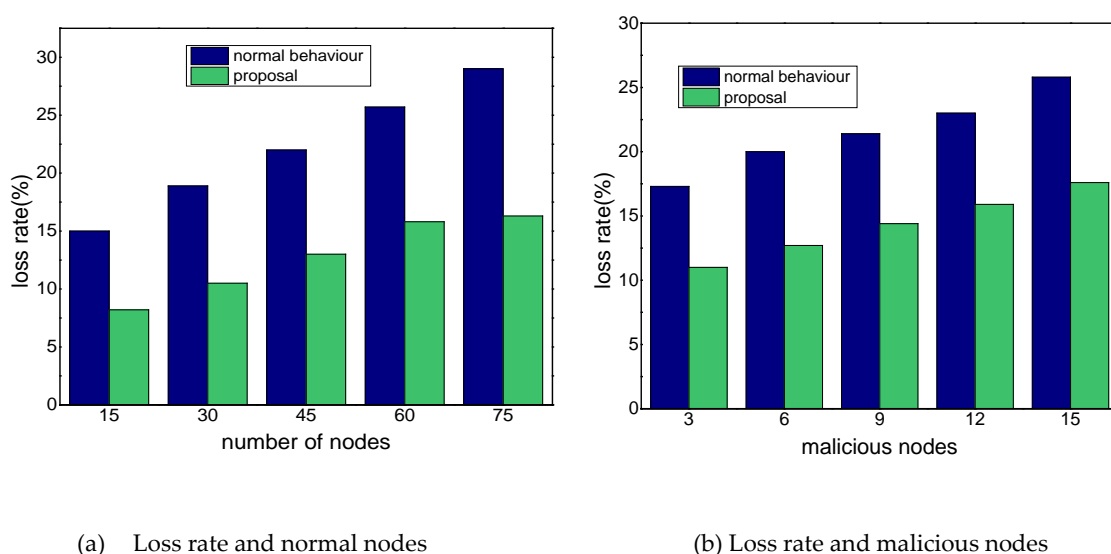 30
25
20
15
10
5
0
loss rate(%)
normal behaviour
proposal
15 30 45 60 75
number of nodes
(a) Loss rate and normal nodes
30
25
20
15
10
5
0
loss rate(%)
normal behaviour
proposal
3 6 9 12 15
malicious nodes
(b) Loss rate and malicious nodes